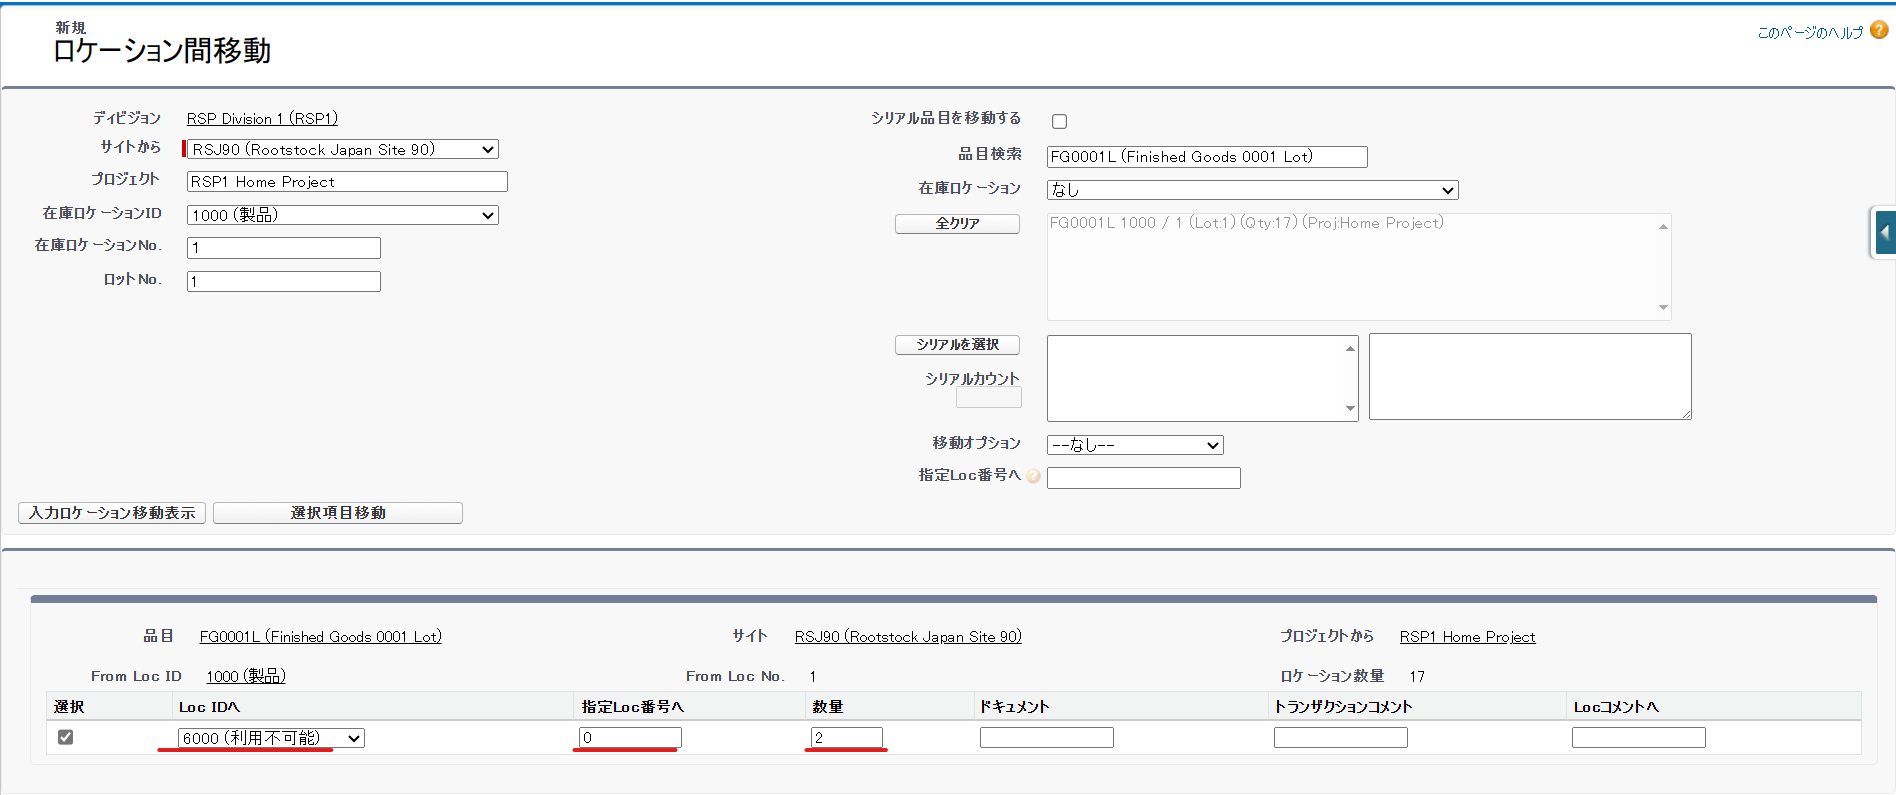 新規
ロケーション間移動
このページのヘルプ ?
ディビジョン RSP Division 1 (RSP1)
サイトから RSJ90 (Rootstock Japan Site 90)
プロジェクト RSP1 Home Project
在庫ロケーションID 1000 (製品)
在庫ロケーションNo. 1
ロットNo. 1
シリアル品目を移動する
品目検索 FG0001L (Finished Goods 0001 Lot)
在庫ロケーション なし
全クリア FG0001L 1000 / 1 (Lot:1) (Qty:17) (Proj:Home Project)
シリアルを選択
シリアルカウント
移動オプション --なし--
指定Loc番号へ ?
入力ロケーション移動表示 選択項目移動
品目 FG0001L (Finished Goods 0001 Lot) サイト RSJ90 (Rootstock Japan Site 90) プロジェクトから RSP1 Home Project
From Loc ID 1000 (製品) From Loc No. 1 ロケーション数量 17
選択 Loc IDへ 指定Loc番号へ 数量 ドキュメント トランザクションコメント Locコメントへ
6000 (利用不可能) 0 2